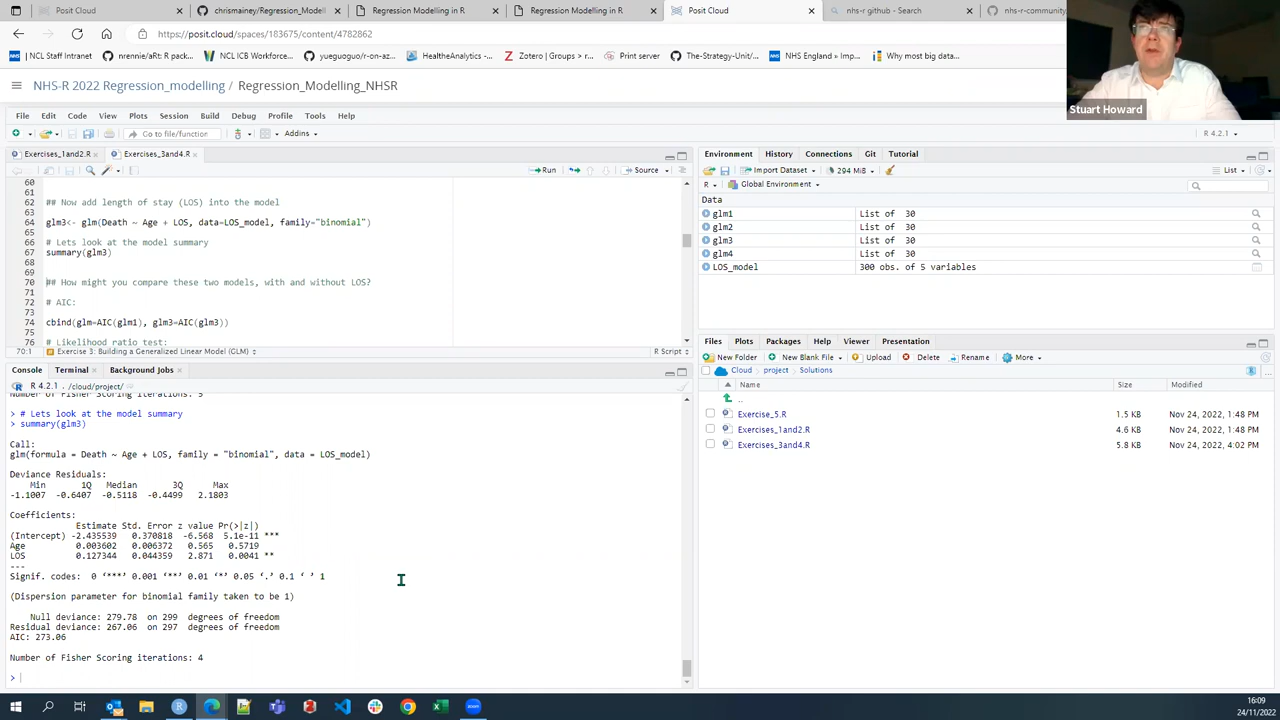 Posit Cloud
chrismainey/Regression_Modell
Regression Modelling in R
Regression Modelling in R
Posit Cloud
nhs-r github - Search
nhs-r-community
https://posit.cloud/spaces/183675/content/4782862
NHS | NCL Staff Intranet
nrennie/aRt: R pack...
NHS NCL ICB Workforce...
yueguoguo/r-on-az...
HealtheAnalytics -...
Zotero | Groups > r...
Print server
The-Strategy-Unit/...
NHS England » Imp...
Why most big data...
NHS-R 2022 Regression_modelling / Regression_Modelling_NHSR
Stuart Howard
File Edit Code View Plots Session Build Debug Profile Tools Help
Go to file/function
Addins
R 4.2.1
Exercises_1and2.R
Exercises_3and4.R
Run
Source
60
61
62 ## Now add length of stay (LOS) into the model
63
64 glm3<- glm(Death ~ Age + LOS, data=LOS_model, family="binomial")
65
66 # Lets look at the model summary
67 summary(glm3)
68
69
70 ## How might you compare these two models, with and without LOS?
71
72 # AIC:
73
74 cbind(glm=AIC(glm1), glm3=AIC(glm3))
75
76 # Likelihood ratio test:
70:1 Exercise 3: Building a Generalized Linear Model (GLM)
R Script
Console Terminal Background Jobs
R 4.2.1 . /cloud/project/
Number of Fisher Scoring iterations: 5
> # Lets look at the model summary
> summary(glm3)
Call:
glm(formula = Death ~ Age + LOS, family = "binomial", data = LOS_model)
Deviance Residuals:
Min 1Q Median 3Q Max
-1.1007 -0.6407 -0.5118 -0.4499 2.1803
Coefficients:
Estimate Std. Error z value Pr(>|z|)
(Intercept) -2.435539 0.370818 -6.568 5.1e-11 ***
Age 0.003602 0.006372 0.565 0.5719
LOS 0.127344 0.044359 2.871 0.0041 **
---
Signif. codes: 0 ‘***’ 0.001 ‘**’ 0.01 ‘*’ 0.05 ‘.’ 0.1 ‘ ’ 1
(Dispersion parameter for binomial family taken to be 1)
Null deviance: 279.78 on 299 degrees of freedom
Residual deviance: 267.06 on 297 degrees of freedom
AIC: 273.06
Number of Fisher Scoring iterations: 4
>
Environment History Connections Git Tutorial
Import Dataset
294 MiB
List
R
Global Environment
Data
glm1 List of 30
glm2 List of 30
glm3 List of 30
glm4 List of 30
LOS_model 300 obs. of 5 variables
Files Plots Packages Help Viewer Presentation
New Folder New Blank File Upload Delete Rename More
Cloud project Solutions
Name Size Modified
..
Exercise_5.R 1.5 KB Nov 24, 2022, 1:48 PM
Exercises_1and2.R 4.6 KB Nov 24, 2022, 1:48 PM
Exercises_3and4.R 5.8 KB Nov 24, 2022, 4:02 PM
16:09
24/11/2022